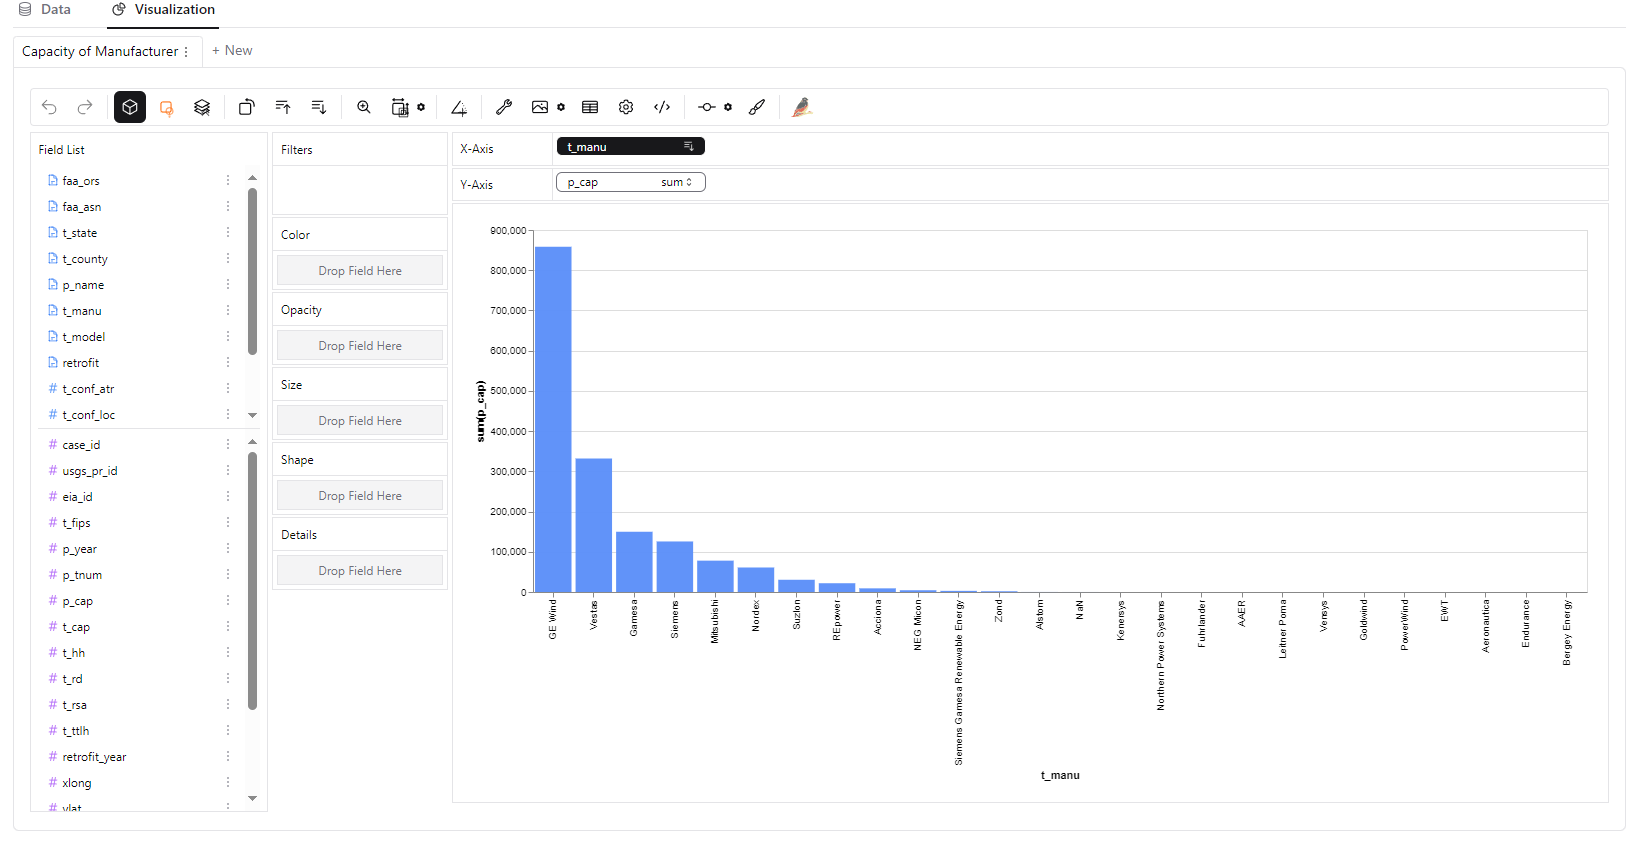 Data
Visualization
Capacity of Manufacturer
+ New
Field List
faa_ors
faa_asn
t_state
t_county
p_name
t_manu
t_model
retrofit
# t_conf_atr
# t_conf_loc
# case_id
# usgs_pr_id
# eia_id
# t_fips
# p_year
# p_tnum
# p_cap
# t_cap
# t_hh
# t_rd
# t_rsa
# t_ttlh
# retrofit_year
# xlong
# ylat
Filters
Color
Drop Field Here
Opacity
Drop Field Here
Size
Drop Field Here
Shape
Drop Field Here
Details
Drop Field Here
X-Axis
t_manu
Y-Axis
p_cap sum
900,000
800,000
700,000
600,000
500,000
400,000
300,000
200,000
100,000
0
sum(p_cap)
GE Wind
Vestas
Gamesa
Siemens
Mitsubishi
Nordex
Suzlon
REpower
Acciona
NEG Micon
Siemens Gamesa Renewable Energy
Zond
Alstom
NaN
Kenersys
Northern Power Systems
Fuhrlander
AAER
Leitner Poma
Vensys
Goldwind
PowerWind
EWT
Aeronautica
Endurance
Bergey Energy
t_manu